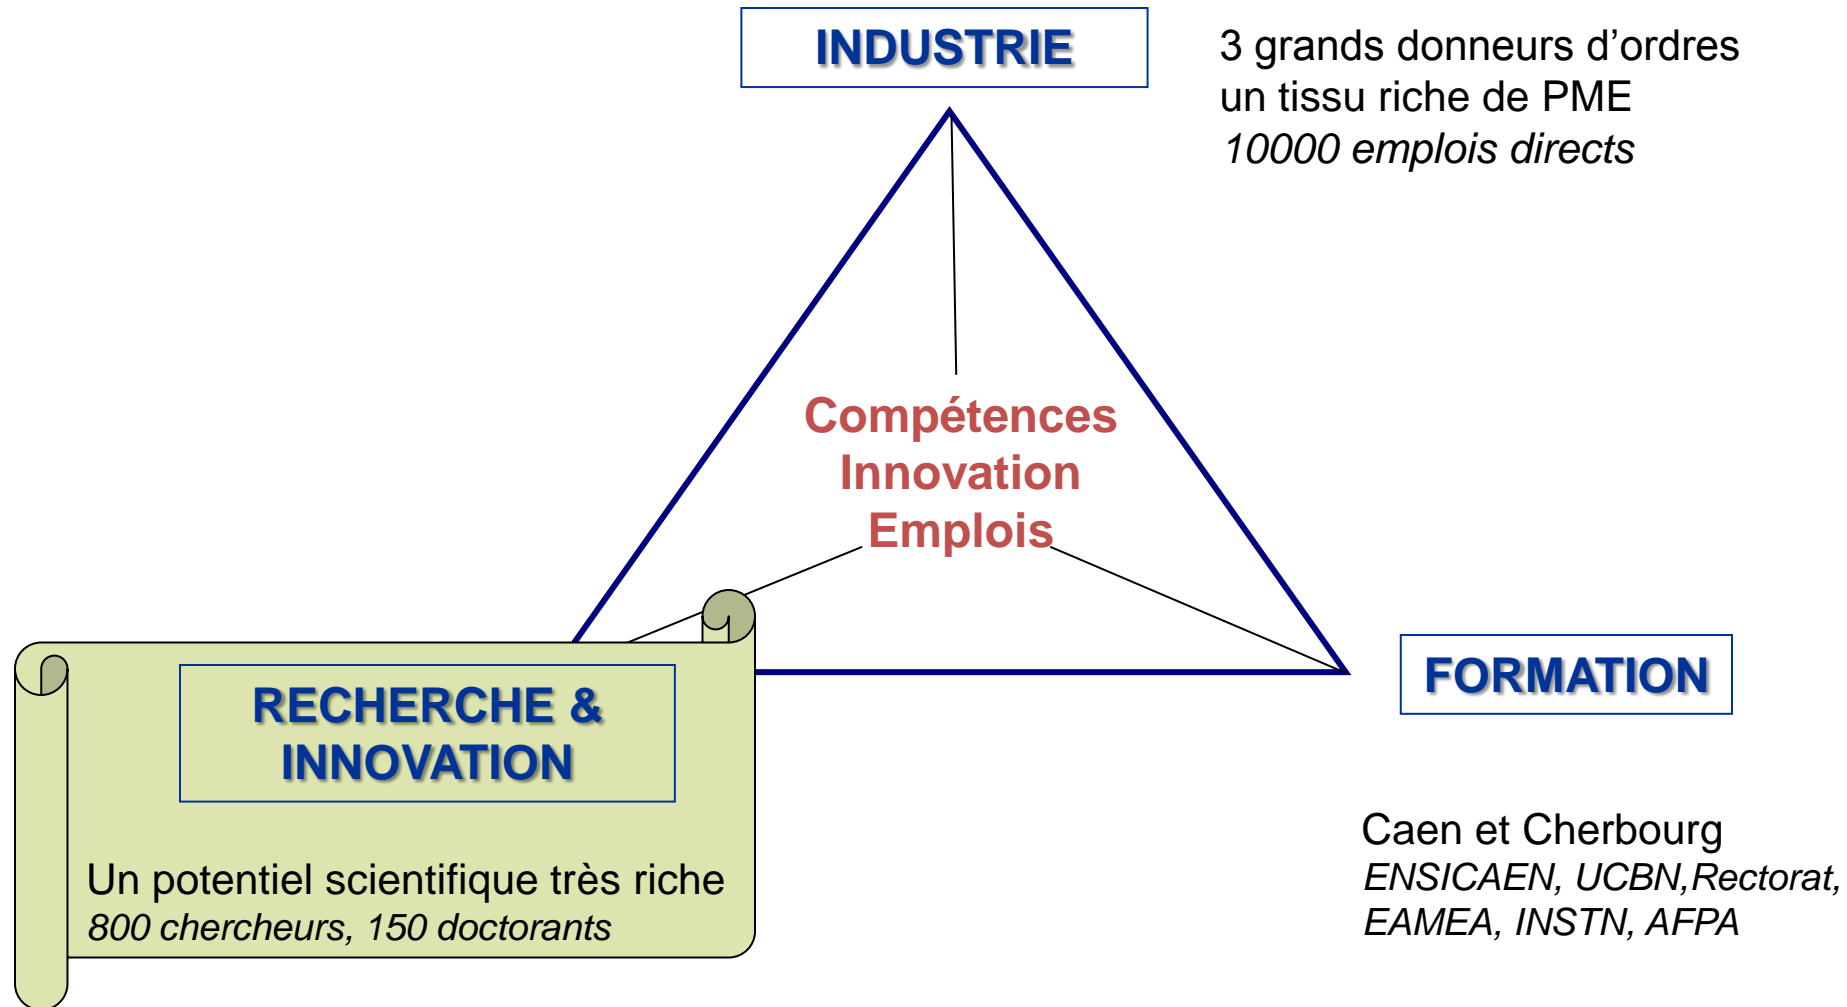 INDUSTRIE
3 grands donneurs d’ordres
un tissu riche de PME
10000 emplois directs
Compétences
Innovation
Emplois
RECHERCHE &
INNOVATION
Un potentiel scientifique très riche
800 chercheurs, 150 doctorants
FORMATION
Caen et Cherbourg
ENSICAEN, UCBN,Rectorat,
EAMEA, INSTN, AFPA